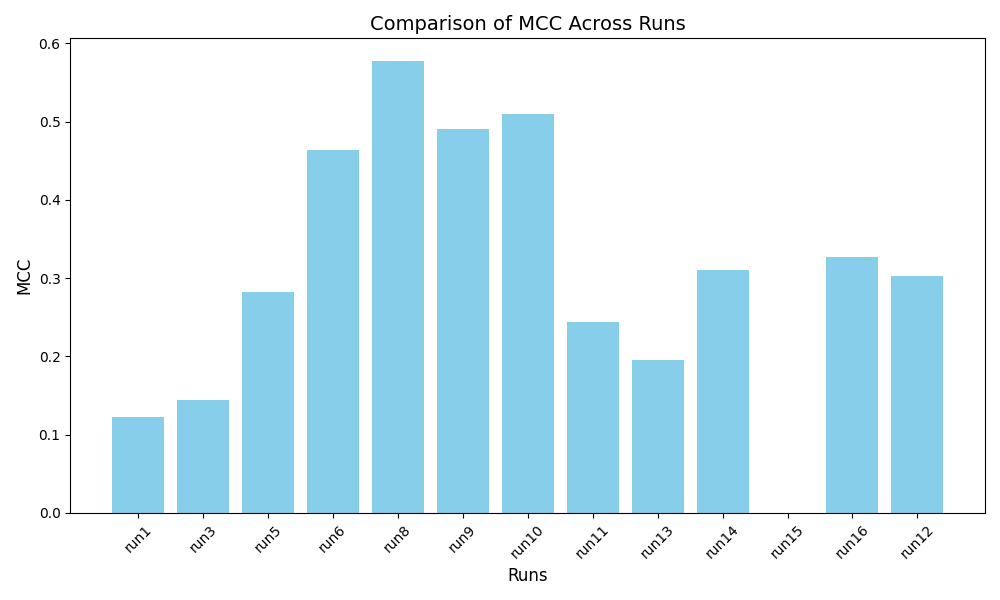 Comparison of MCC Across Runs
MCC
0.6
0.5
0.4
0.3
0.2
0.1
0.0
run1 run3 run5 run6 run8 run9 run10 run11 run13 run14 run15 run16 run12
Runs